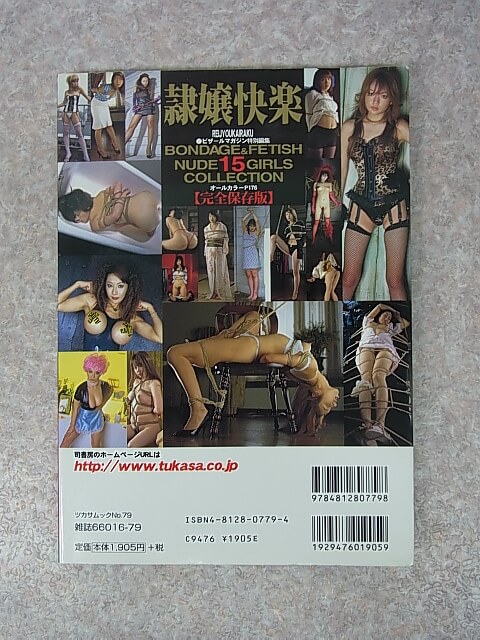 隷嬢快楽
REIJYOUKAIRAKU
●ビザールマガジン特別編集
BONDAGE&FETISH
NUDE 15 GIRLS
COLLECTION
オールカラーP176
【完全保存版】
司書房のホームページURLは
http://www.tukasa.co.jp
ツカサムックNo.79
雑誌66016-79
定価 本体1,905円 +税
ISBN4-8128-0779-4
C9476 ¥1905E
9784812807798
1929476019059